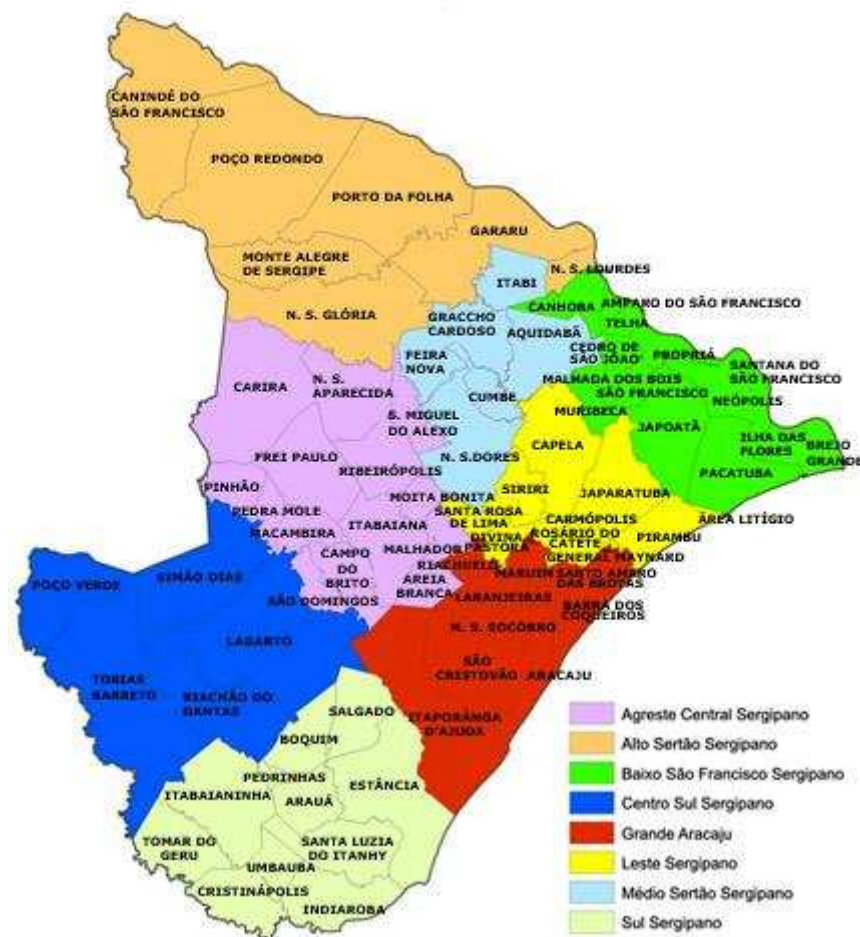 CANINDÉ DO
SÃO FRANCISCO
POÇO REDONDO
PORTO DA FOLHA
GARARU
MONTE ALEGRE
DE SERGIPE
N. S. LOURDES
ITABI
N. S. GLÓRIA
GRACCHO
CARDOSO
CANHOBA
AMPARO DO SÃO FRANCISCO
TELHA
AQUIDABÃ
FEIRA
NOVA
CEDRO DE
SÃO JOÃO
PROPRIÁ
SANTANA DO
SÃO FRANCISCO
CARIRA
N. S.
APARECIDA
CUMBE
MALHADA DOS BOIS
SÃO FRANCISCO
NEÓPOLIS
S. MIGUEL
DO ALEXO
MURIBECA
JAPOATÃ
ILHA DAS
FLORES
BREJO
GRANDE
CAPELA
FREI PAULO
RIBEIRÓPOLIS
N. S.DORES
PACATUBA
PINHÃO
MOITA BONITA
SIRIRI
JAPARATUBA
PEDRA MOLE
SANTA ROSA
DE LIMA
CARMÓPOLIS
ÁREA LITÍGIO
MACAMBIRA
ITABAIANA
DIVINA
PASTORA
ROSÁRIO DO
CATETE
PIRAMBU
CAMPO
DO
BRITO
MALHADOR
RIACHUELO
GENERAL MAYNARD
POÇO VERDE
SIMÃO DIAS
AREIA
BRANCA
MARUIM
SANTO AMARO
DAS BROTAS
SÃO DOMINGOS
LARANJEIRAS
BARRA DOS
COQUEIROS
LAGARTO
N. S. SOCORRO
TOBIAS
BARRETO
RIACHÃO DO
DANTAS
SÃO
CRISTOVÃO
ARACAJU
SALGADO
ITAPORANGA
D'AJUDA
BOQUIM
PEDRINHAS
ITABAIANINHA
ARAUÁ
ESTÂNCIA
TOMAR DO
GERU
SANTA LUZIA
DO ITANHY
UMBAUBÁ
CRISTINÁPOLIS
INDIAROBA
Agreste Central Sergipano
Alto Sertão Sergipano
Baixo São Francisco Sergipano
Centro Sul Sergipano
Grande Aracaju
Leste Sergipano
Médio Sertão Sergipano
Sul Sergipano